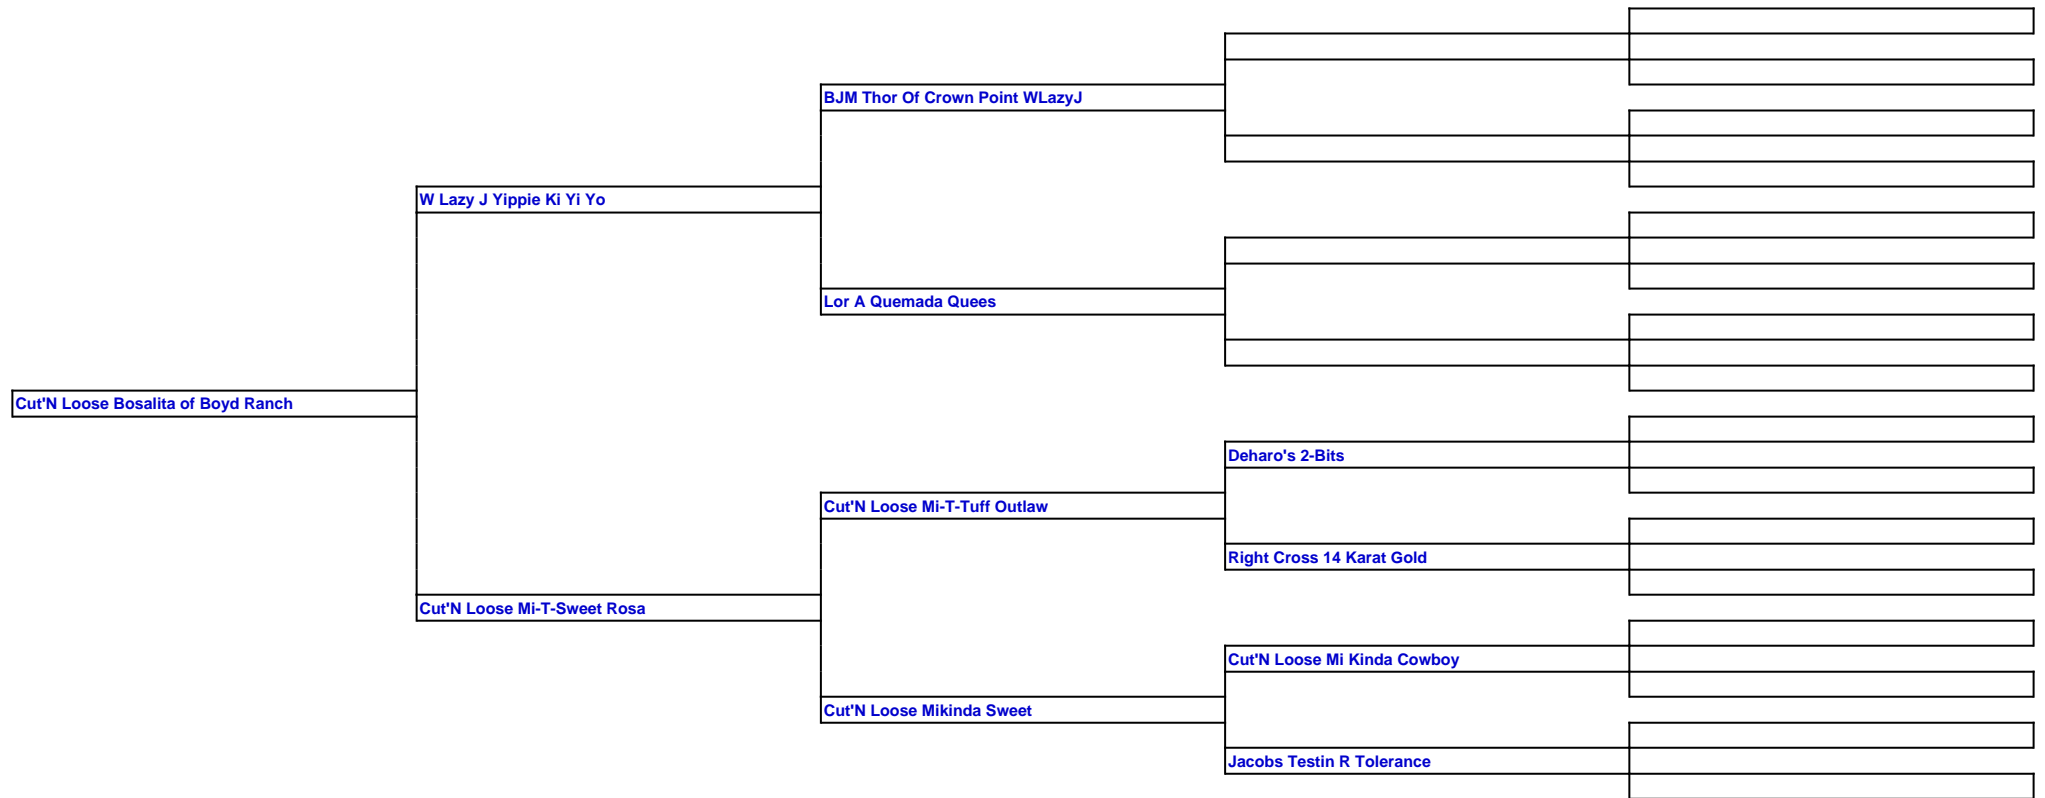 BJM Thor Of Crown Point WLazyJ
W Lazy J Yippie Ki Yi Yo
Lor A Quemada Quees
Cut'N Loose Bosalita of Boyd Ranch
Deharo's 2-Bits
Cut'N Loose Mi-T-Tuff Outlaw
Right Cross 14 Karat Gold
Cut'N Loose Mi-T-Sweet Rosa
Cut'N Loose Mi Kinda Cowboy
Cut'N Loose Mikinda Sweet
Jacobs Testin R Tolerance